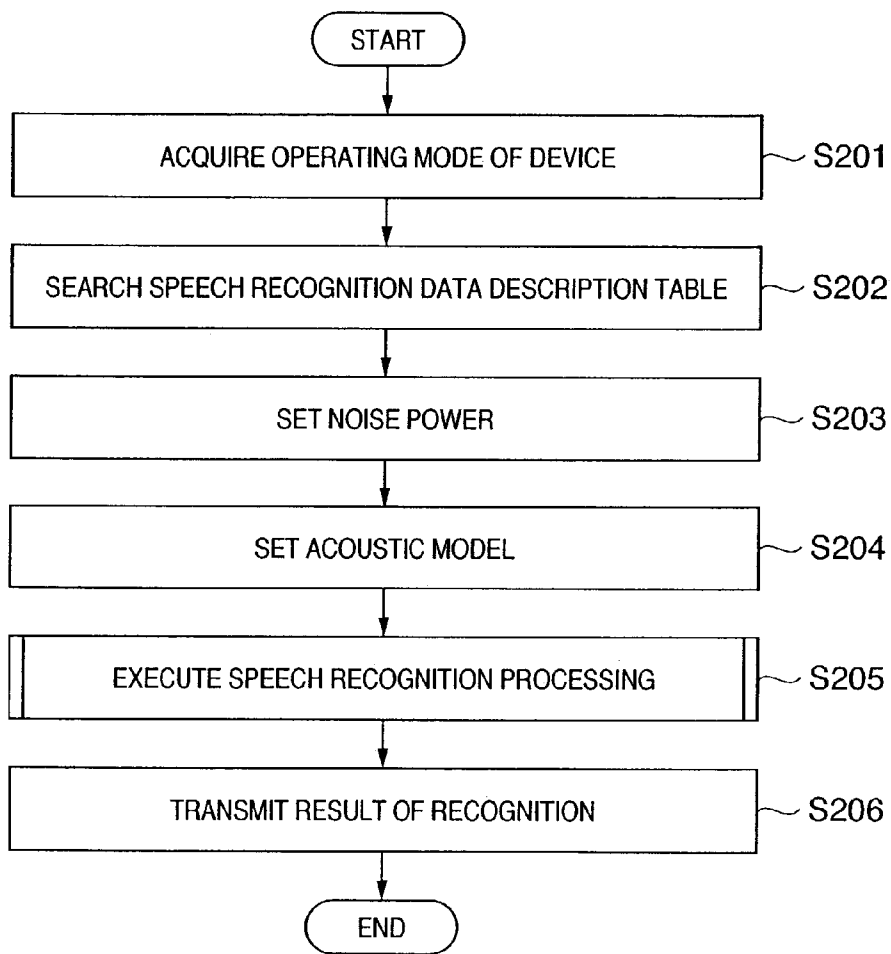 START
ACQUIRE OPERATING MODE OF DEVICE
S201
SEARCH SPEECH RECOGNITION DATA DESCRIPTION TABLE
S202
SET NOISE POWER
S203
SET ACOUSTIC MODEL
S204
EXECUTE SPEECH RECOGNITION PROCESSING
S205
TRANSMIT RESULT OF RECOGNITION
S206
END